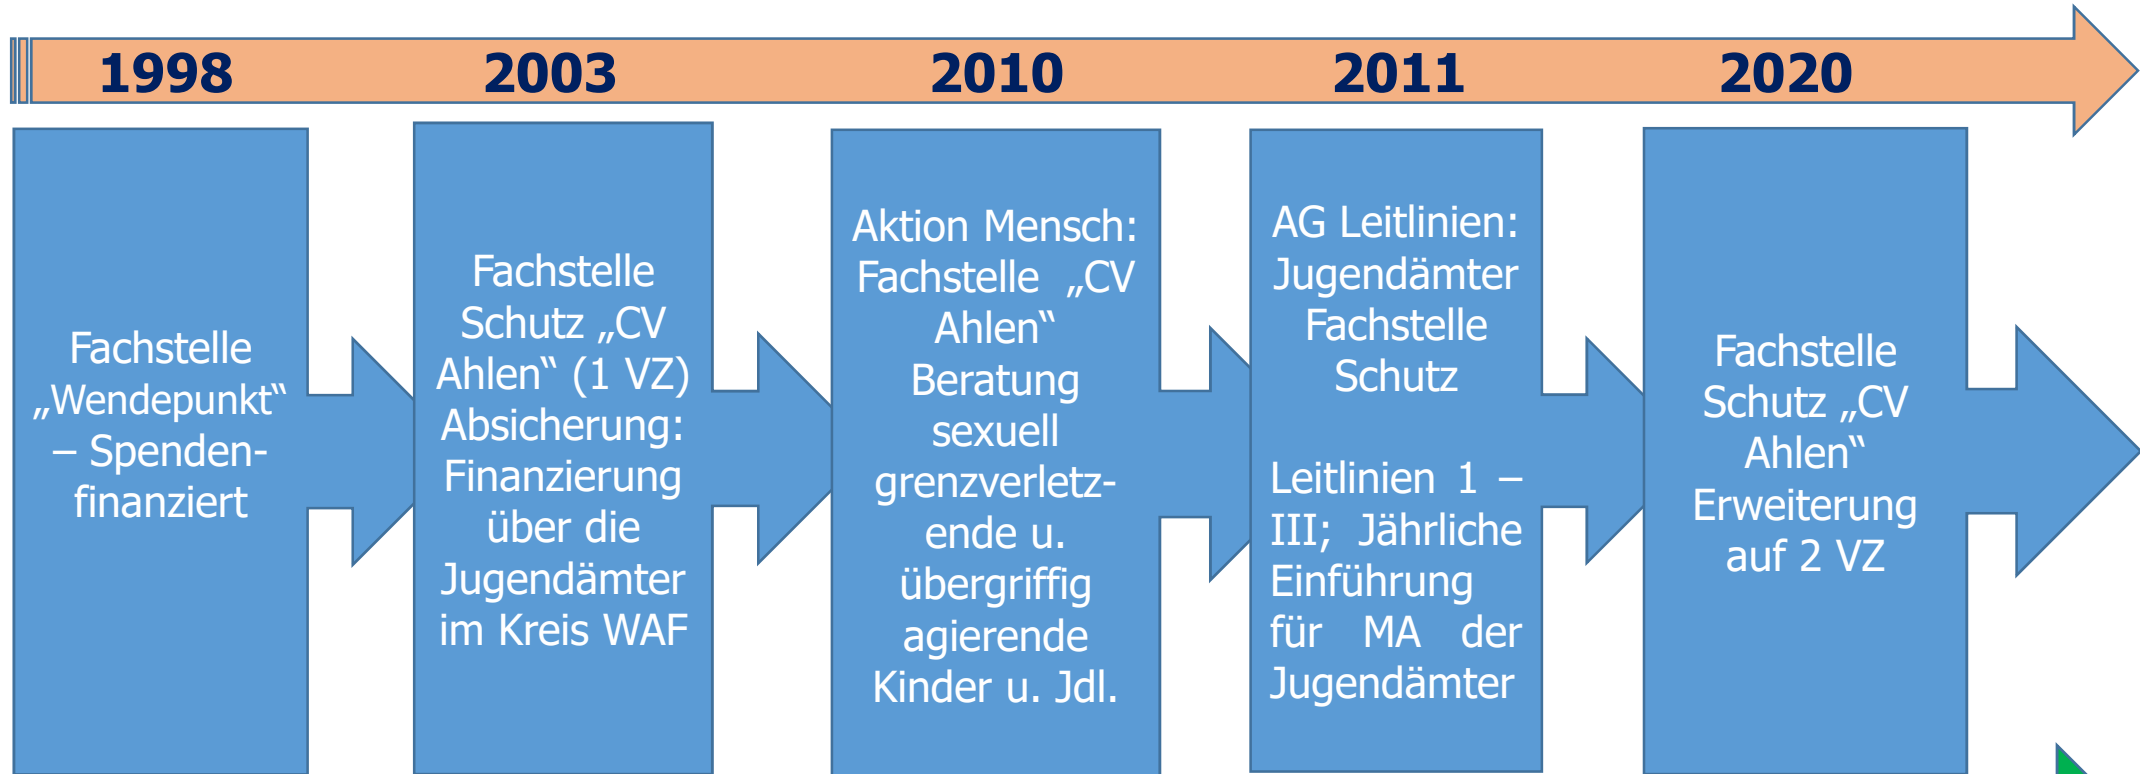 1998 2003 2010 2011 2020
Fachstelle
„Wendepunkt“
– Spenden-
finanziert
Fachstelle
Schutz „CV
Ahlen“ (1 VZ)
Absicherung:
Finanzierung
über die
Jugendämter
im Kreis WAF
Aktion Mensch:
Fachstelle „CV
Ahlen“
Beratung
sexuell
grenzverletz-
ende u.
übergriffig
agierende
Kinder u. Jdl.
AG Leitlinien:
Jugendämter
Fachstelle
Schutz
Leitlinien 1 –
III; Jährliche
Einführung
für MA der
Jugendämter
Fachstelle
Schutz „CV
Ahlen“
Erweiterung
auf 2 VZ